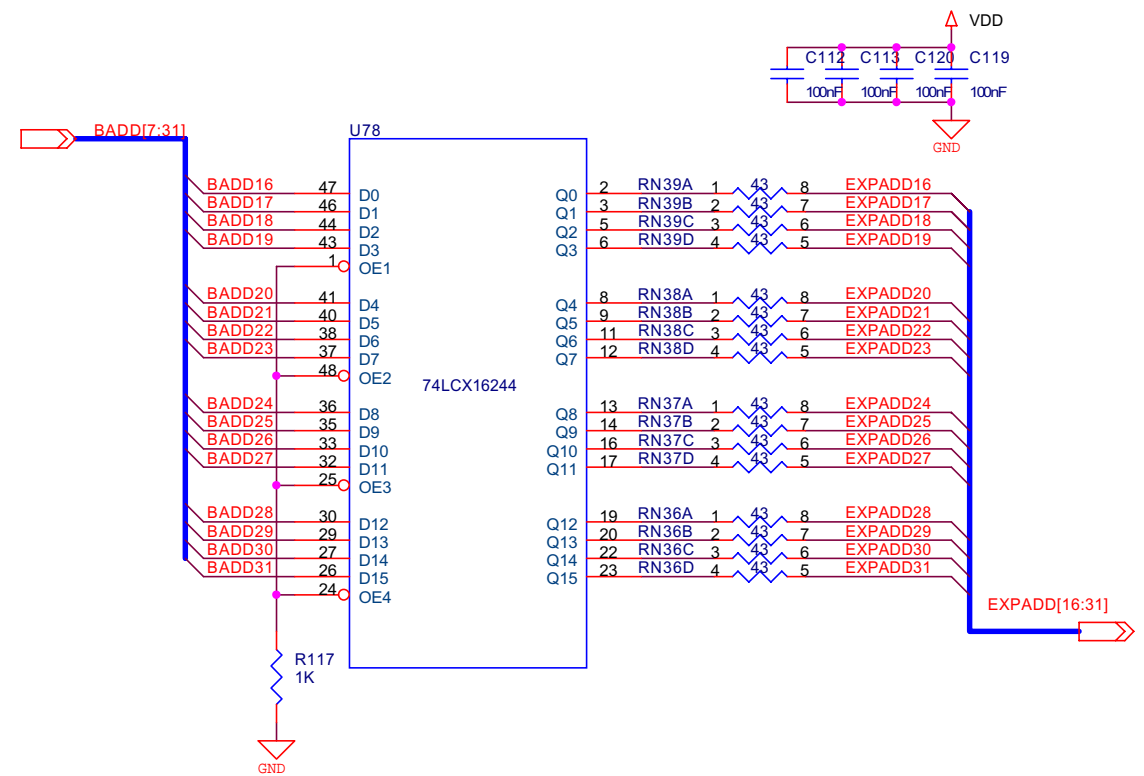 VDD
C112 C113 C120 C119
100nF 100nF 100nF 100nF
GND
BADD[7:31]
U78
BADD16 47 D0 Q0 2 RN39A 1 43 8 EXPADD16
BADD17 46 D1 Q1 3 RN39B 2 43 7 EXPADD17
BADD18 44 D2 Q2 5 RN39C 3 43 6 EXPADD18
BADD19 43 D3 Q3 6 RN39D 4 43 5 EXPADD19
1 OE1
BADD20 41 D4 Q4 8 RN38A 1 43 8 EXPADD20
BADD21 40 D5 Q5 9 RN38B 2 43 7 EXPADD21
BADD22 38 D6 Q6 11 RN38C 3 43 6 EXPADD22
BADD23 37 D7 Q7 12 RN38D 4 43 5 EXPADD23
48 OE2
74LCX16244
BADD24 36 D8 Q8 13 RN37A 1 43 8 EXPADD24
BADD25 35 D9 Q9 14 RN37B 2 43 7 EXPADD25
BADD26 33 D10 Q10 16 RN37C 3 43 6 EXPADD26
BADD27 32 D11 Q11 17 RN37D 4 43 5 EXPADD27
25 OE3
BADD28 30 D12 Q12 19 RN36A 1 43 8 EXPADD28
BADD29 29 D13 Q13 20 RN36B 2 43 7 EXPADD29
BADD30 27 D14 Q14 22 RN36C 3 43 6 EXPADD30
BADD31 26 D15 Q15 23 RN36D 4 43 5 EXPADD31
24 OE4
EXPADD[16:31]
R117
1K
GND